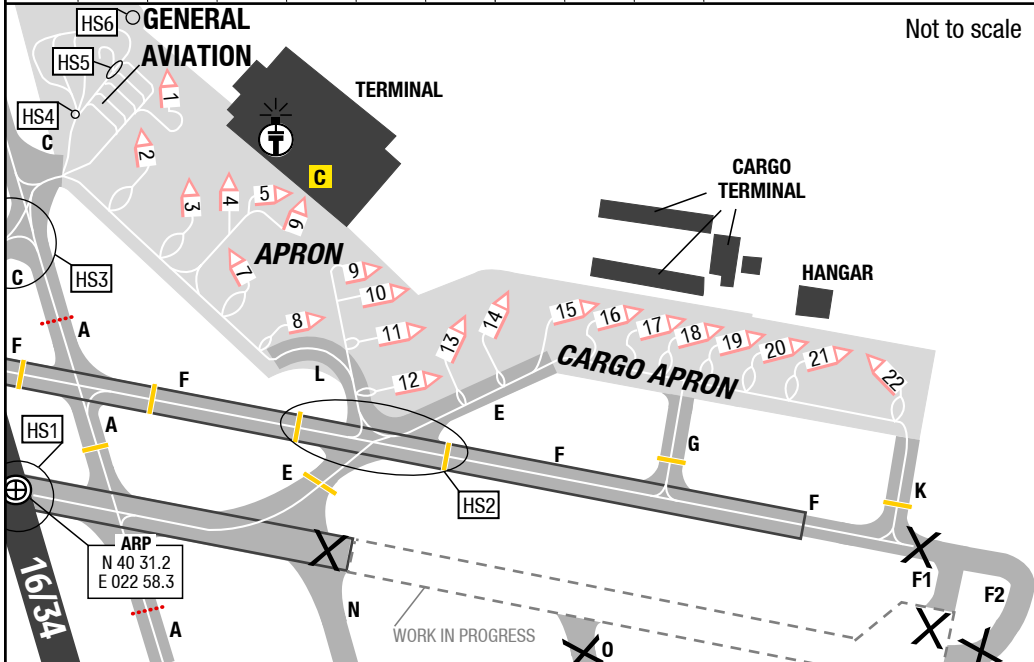 HS6
GENERAL
AVIATION
Not to scale
HS5
HS4
C
TERMINAL
C
CARGO
TERMINAL
HANGAR
1
2
3
4
5
6
7
8
9
10
11
12
13
14
15
16
17
18
19
20
21
22
APRON
CARGO APRON
HS3
C
A
F
F
L
E
F
G
K
F
HS1
A
E
HS2
F1
F2
ARP
N 40 31.2
E 022 58.3
16/34
A
N
WORK IN PROGRESS
O